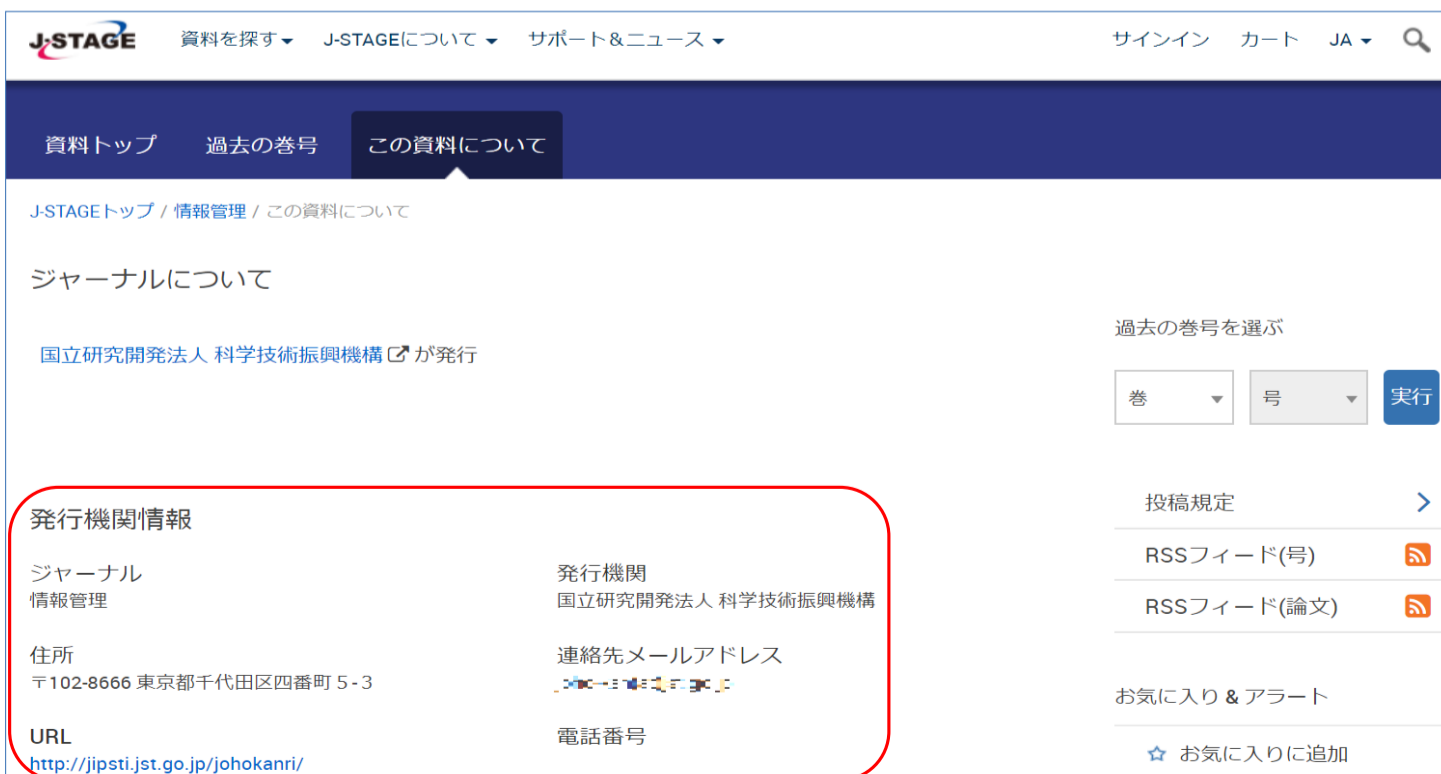 J-STAGE 資料を探す J-STAGEについて サポート&ニュース サインイン カート JA
資料トップ 過去の巻号 この資料について
J-STAGEトップ / 情報管理 / この資料について
ジャーナルについて
国立研究開発法人 科学技術振興機構 が発行
過去の巻号を選ぶ
巻 号 実行
発行機関情報
ジャーナル
情報管理
発行機関
国立研究開発法人 科学技術振興機構
住所
〒102-8666 東京都千代田区四番町５-３
連絡先メールアドレス
URL
http://jipsti.jst.go.jp/johokanri/
電話番号
投稿規定
RSSフィード(号)
RSSフィード(論文)
お気に入り & アラート
お気に入りに追加